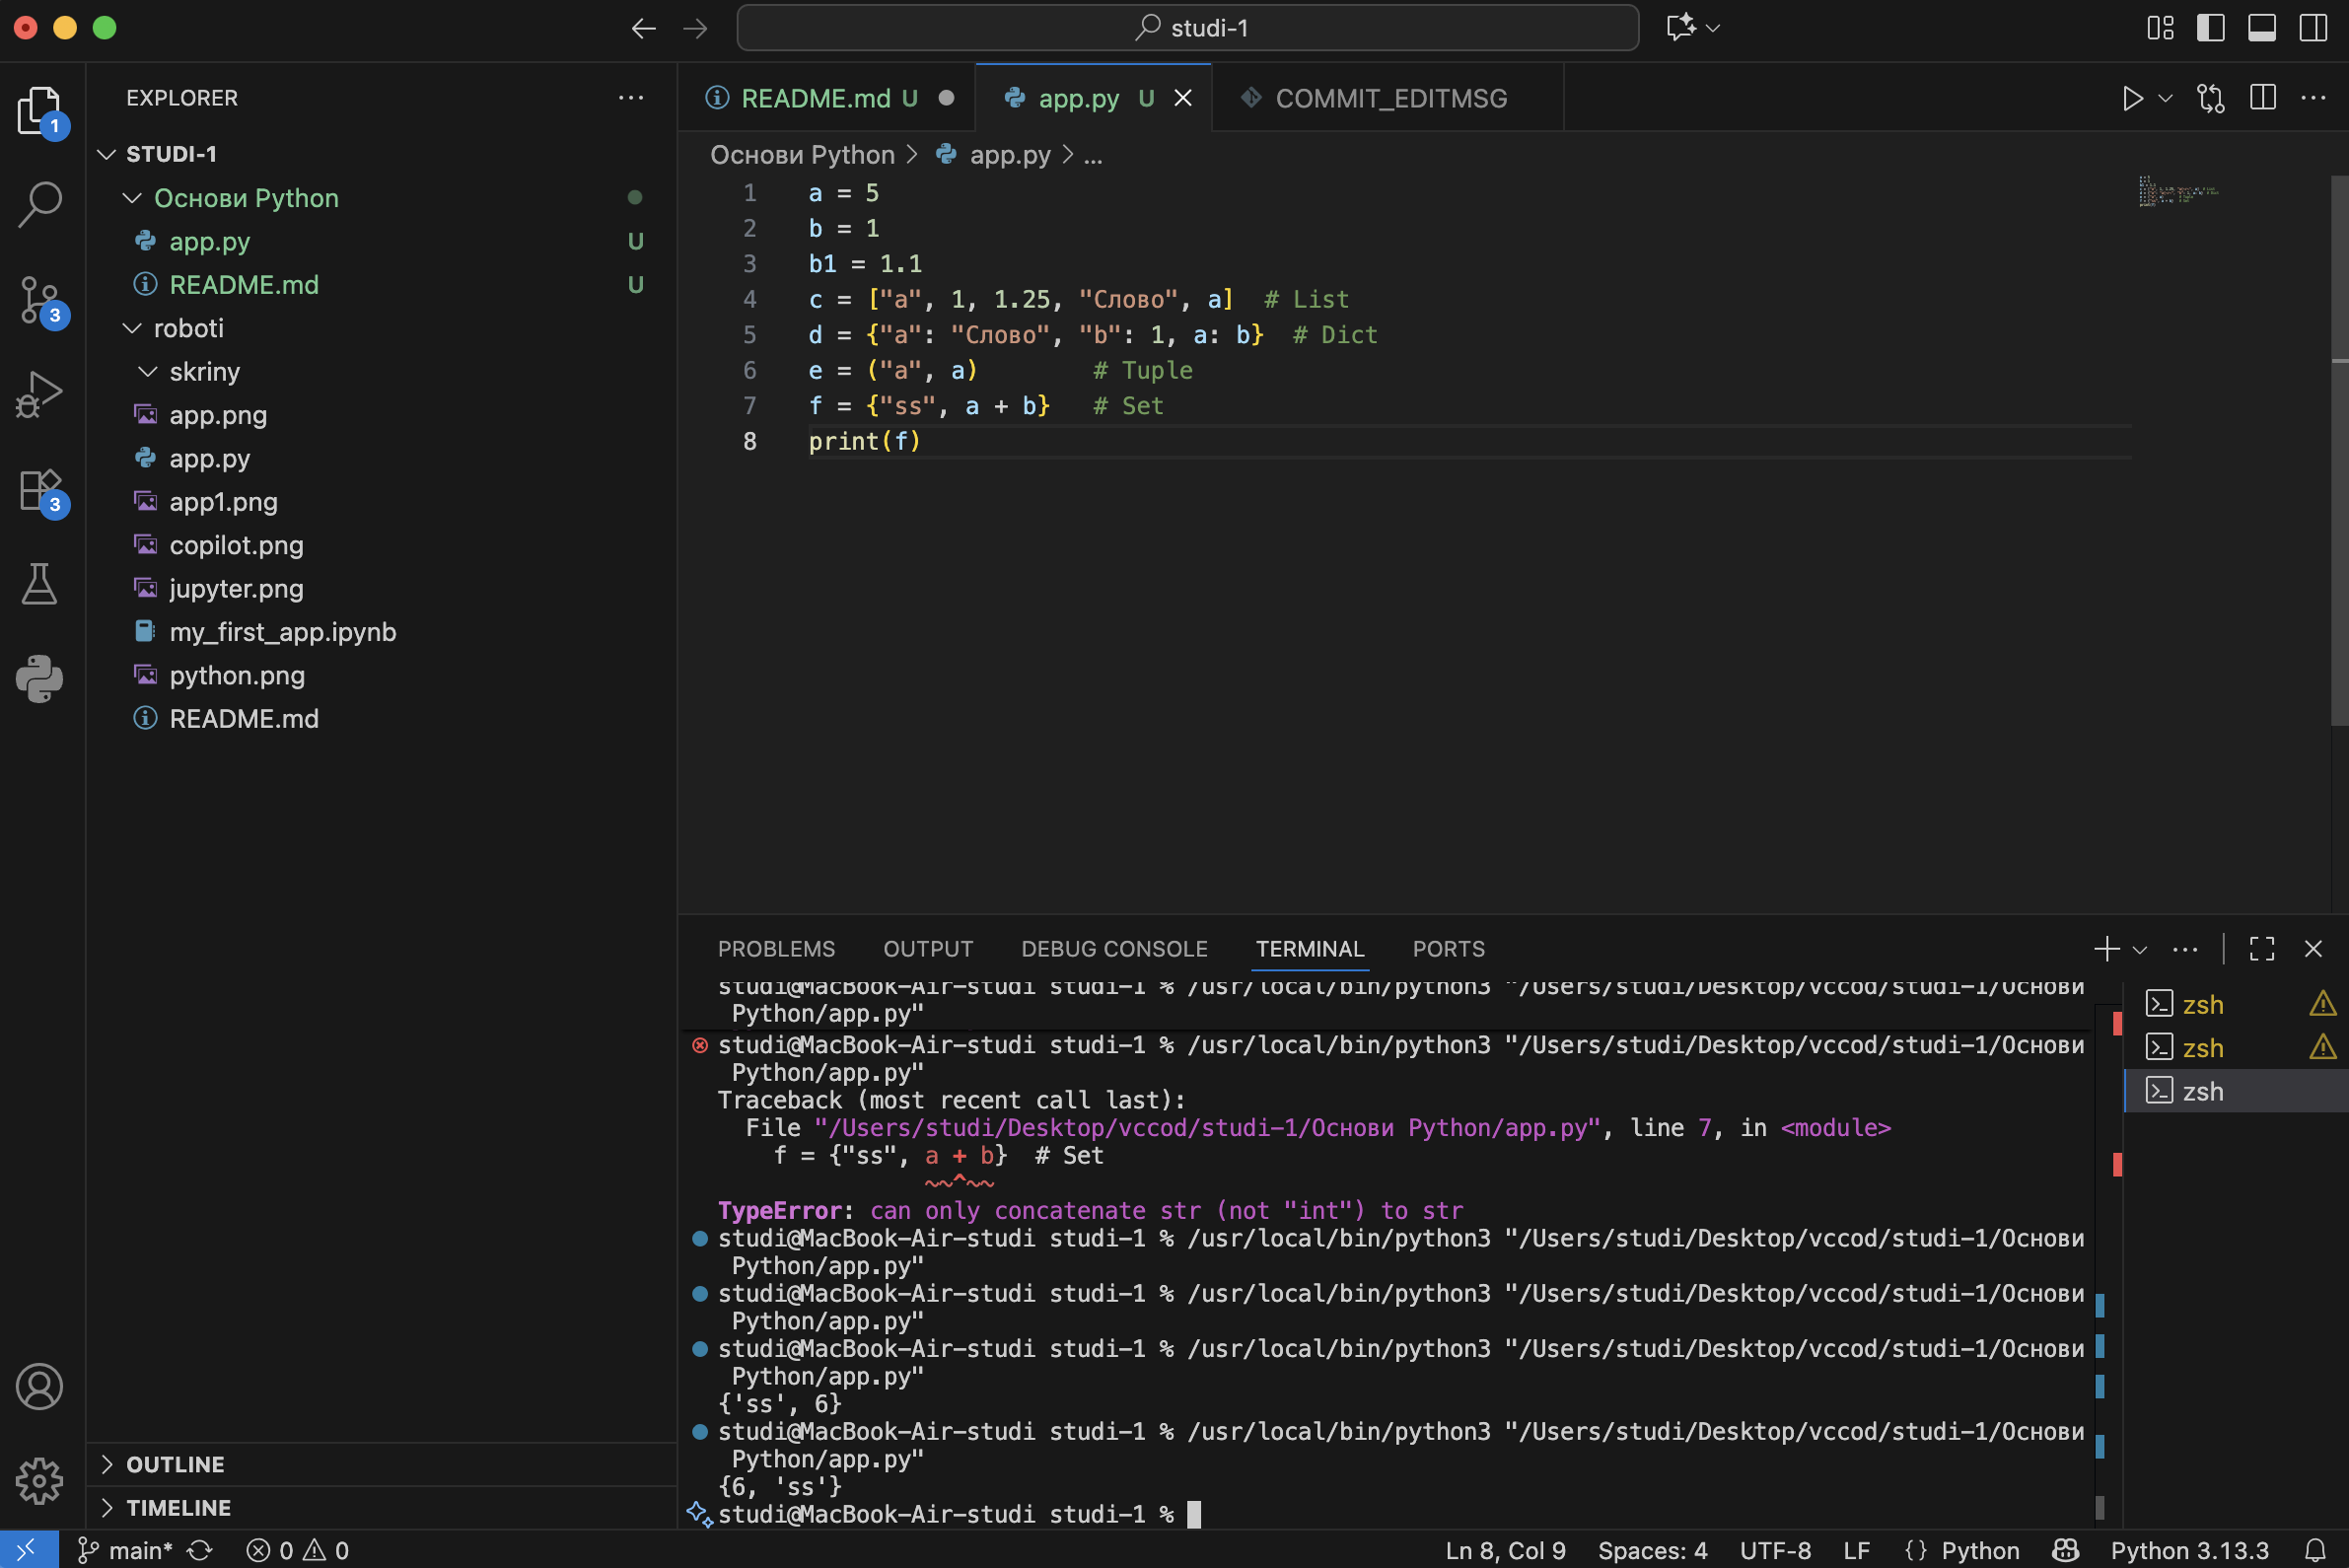 studi-1
EXPLORER
STUDI-1
Основи Python
app.py U
README.md U
roboti
skriny
app.png
app.py
app1.png
copilot.png
jupyter.png
my_first_app.ipynb
python.png
README.md
OUTLINE
TIMELINE
1
3
3
README.md U
app.py U
COMMIT_EDITMSG
Основи Python > app.py > ...
1 a = 5
2 b = 1
3 b1 = 1.1
4 c = ["a", 1, 1.25, "Слово", a]  # List
5 d = {"a": "Слово", "b": 1, a: b}  # Dict
6 e = ("a", a)        # Tuple
7 f = {"ss", a + b}   # Set
8 print(f)
PROBLEMS OUTPUT DEBUG CONSOLE TERMINAL PORTS
studi@MacBook-Air-studi studi-1 % /usr/local/bin/python3 "/Users/studi/Desktop/vccod/studi-1/Основи
Python/app.py"
studi@MacBook-Air-studi studi-1 % /usr/local/bin/python3 "/Users/studi/Desktop/vccod/studi-1/Основи
Python/app.py"
Traceback (most recent call last):
File "/Users/studi/Desktop/vccod/studi-1/Основи Python/app.py", line 7, in <module>
f = {"ss", a + b}  # Set
~~^~~
TypeError: can only concatenate str (not "int") to str
studi@MacBook-Air-studi studi-1 % /usr/local/bin/python3 "/Users/studi/Desktop/vccod/studi-1/Основи
Python/app.py"
studi@MacBook-Air-studi studi-1 % /usr/local/bin/python3 "/Users/studi/Desktop/vccod/studi-1/Основи
Python/app.py"
studi@MacBook-Air-studi studi-1 % /usr/local/bin/python3 "/Users/studi/Desktop/vccod/studi-1/Основи
Python/app.py"
{'ss', 6}
studi@MacBook-Air-studi studi-1 % /usr/local/bin/python3 "/Users/studi/Desktop/vccod/studi-1/Основи
Python/app.py"
{6, 'ss'}
studi@MacBook-Air-studi studi-1 %
zsh
zsh
zsh
main* 0 0 Ln 8, Col 9 Spaces: 4 UTF-8 LF {} Python Python 3.13.3